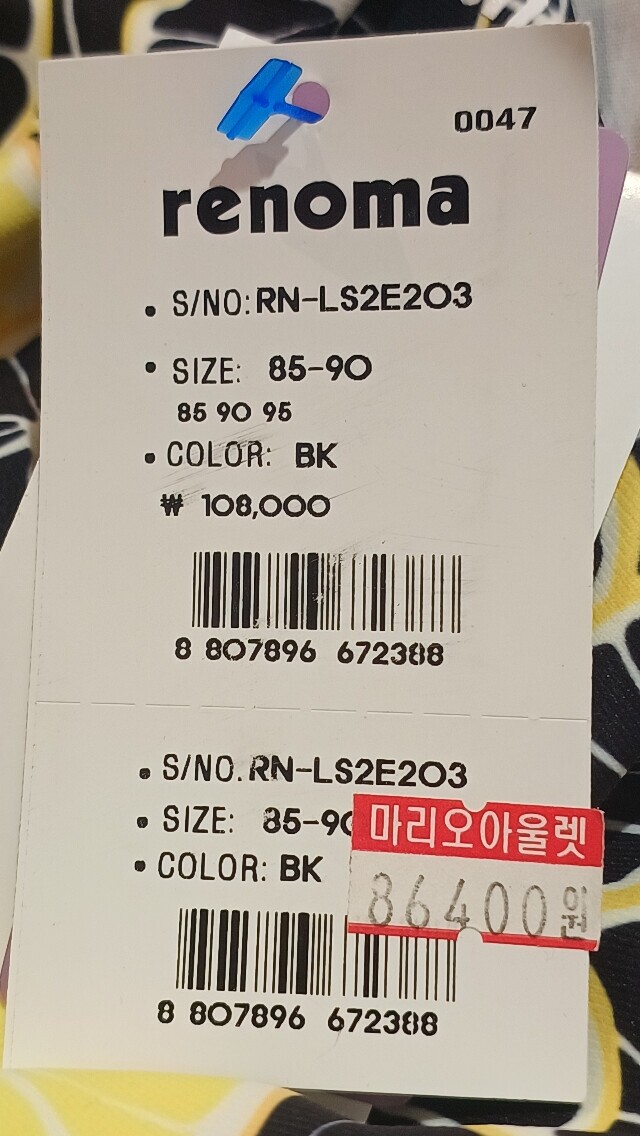 0047
renoma
• S/NO: RN-LS2E203
• SIZE: 85-90
85 90 95
• COLOR: BK
₩ 108,000
8 807896 672388
• S/NO. RN-LS2E203
• SIZE: 85-90
마리오아울렛
• COLOR: BK
86400원
8 807896 672388